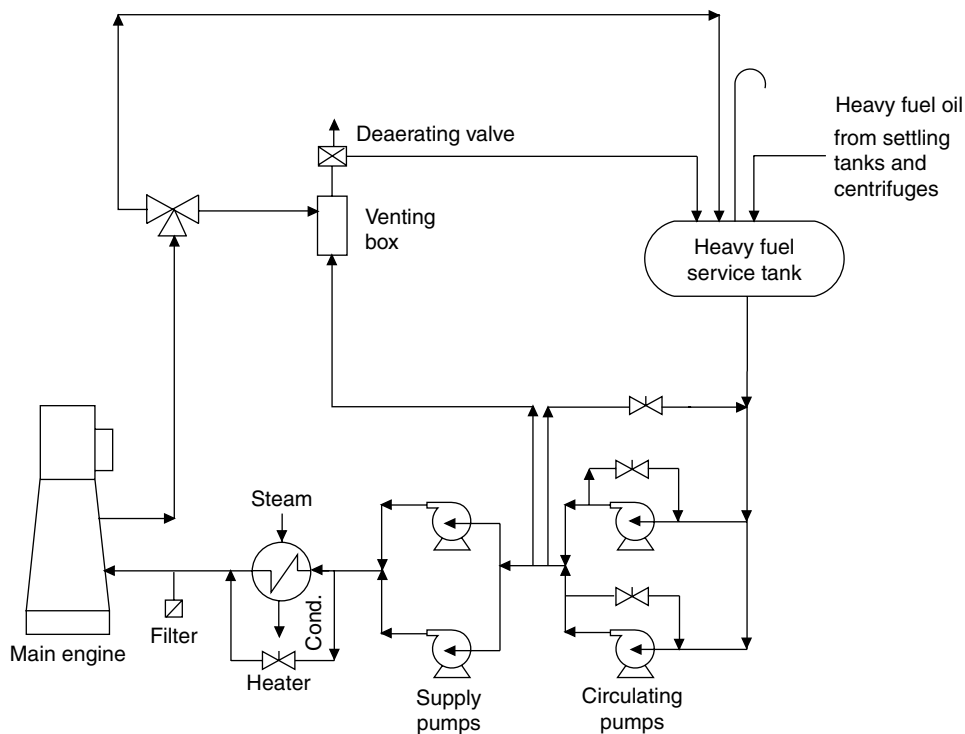 Deaerating valve
Heavy fuel oil
from settling
tanks and
centrifuges
Venting
box
Heavy fuel
service tank
Steam
Cond.
Filter
Main engine
Heater
Supply
pumps
Circulating
pumps